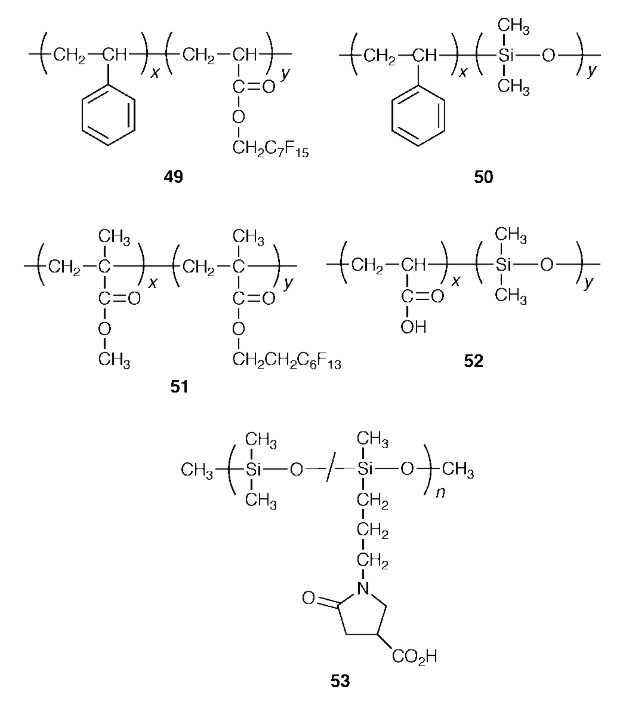 CH₃
CH₂ CH x CH₂ CH y CH₂ CH x Si O y
C=O CH₃
O
CH₂C₇F₁₅
49 50
CH₃ CH₃ CH₃
CH₂ C x CH₂ C y CH₂ CH x Si O y
C=O C=O C=O CH₃
O O OH
CH₃ CH₂CH₂C₆F₁₃
51 52
CH₃ CH₃
CH₃ Si O / Si O CH₃
n
CH₃ CH₂
CH₂
CH₂
N
O
CO₂H
53